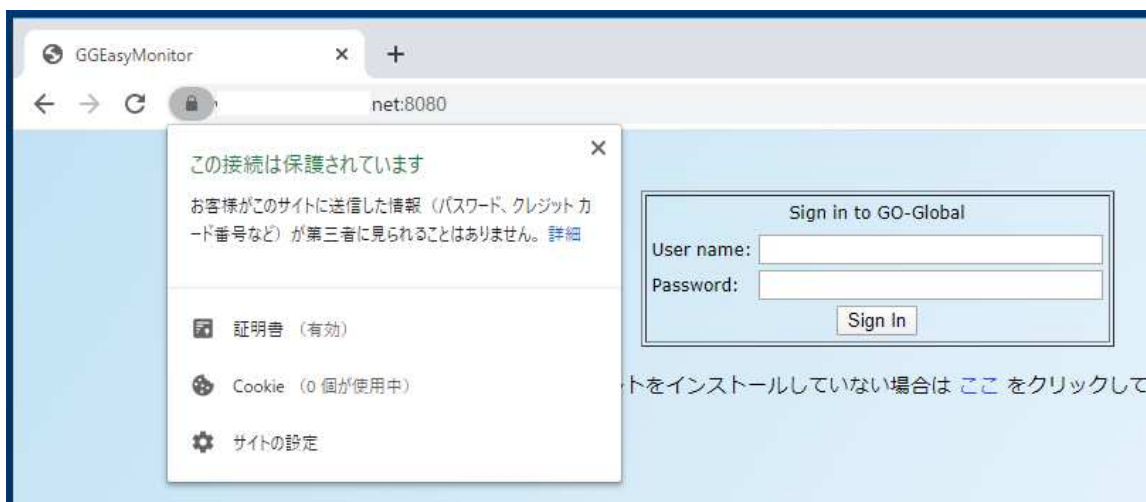 GGEasyMonitor
net:8080
この接続は保護されています
お客様がこのサイトに送信した情報（パスワード、クレジット カ
ード番号など）が第三者に見られることはありません。詳細
証明書 （有効）
Cookie （0 個が使用中）
サイトの設定
Sign in to GO-Global
User name:
Password:
Sign In
トをインストールしていない場合は ここ をクリックして